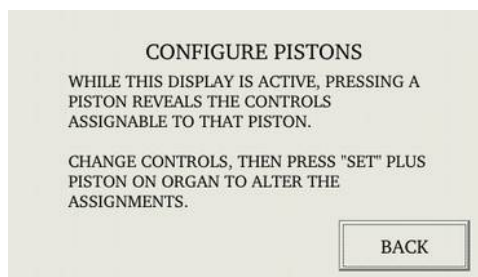 CONFIGURE PISTONS
WHILE THIS DISPLAY IS ACTIVE, PRESSING A
PISTON REVEALS THE CONTROLS
ASSIGNABLE TO THAT PISTON.
CHANGE CONTROLS, THEN PRESS "SET" PLUS
PISTON ON ORGAN TO ALTER THE
ASSIGNMENTS.
BACK